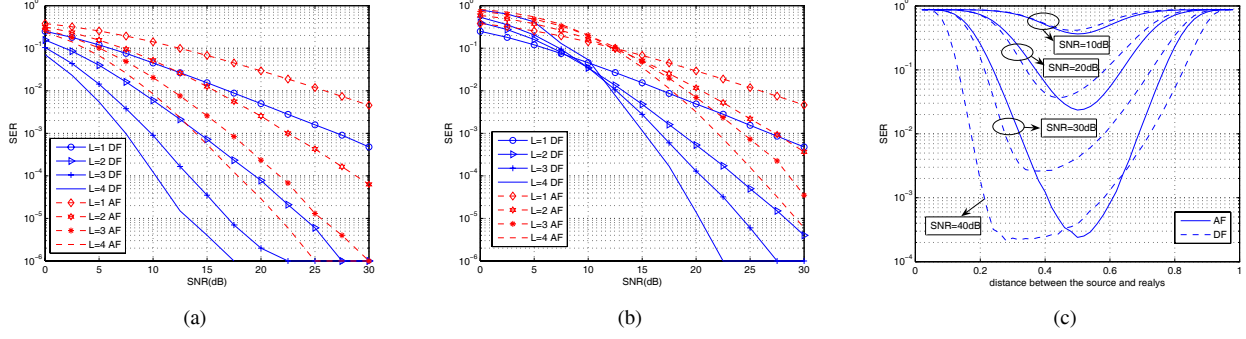 10^0
10^-1
10^-2
10^-3
10^-4
10^-5
10^-6
SER
0 5 10 15 20 25 30
SNR(dB)
L=1 DF
L=2 DF
L=3 DF
L=4 DF
L=1 AF
L=2 AF
L=3 AF
L=4 AF
(a)
10^0
10^-1
10^-2
10^-3
10^-4
10^-5
10^-6
SER
0 5 10 15 20 25 30
SNR(dB)
L=1 DF
L=2 DF
L=3 DF
L=4 DF
L=1 AF
L=2 AF
L=3 AF
L=4 AF
(b)
10^0
10^-1
10^-2
10^-3
10^-4
SER
SNR=10dB
SNR=20dB
SNR=30dB
SNR=40dB
AF
DF
0 0.2 0.4 0.6 0.8 1
distance between the source and realys
(c)